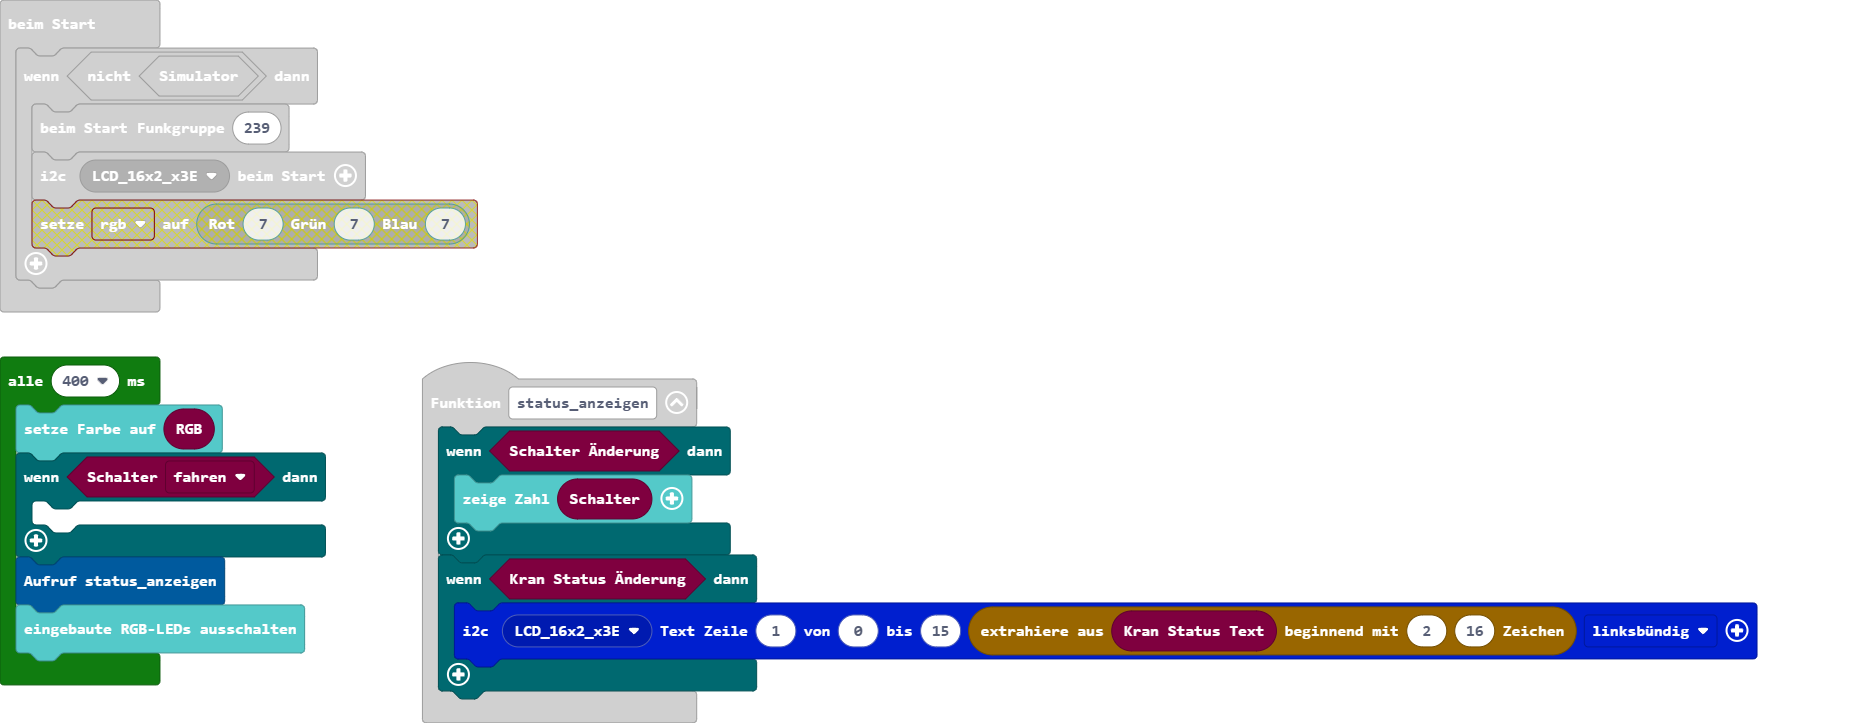 beim Start
wenn nicht Simulator dann
beim Start Funkgruppe 239
i2c LCD_16x2_x3E beim Start
setze rgb auf Rot 7 Grün 7 Blau 7
alle 400 ms
setze Farbe auf RGB
wenn Schalter fahren dann
Aufruf status_anzeigen
eingebaute RGB-LEDs ausschalten
Funktion status_anzeigen
wenn Schalter Änderung dann
zeige Zahl Schalter
wenn Kran Status Änderung dann
i2c LCD_16x2_x3E Text Zeile 1 von 0 bis 15 extrahiere aus Kran Status Text beginnend mit 2 16 Zeichen linksbündig